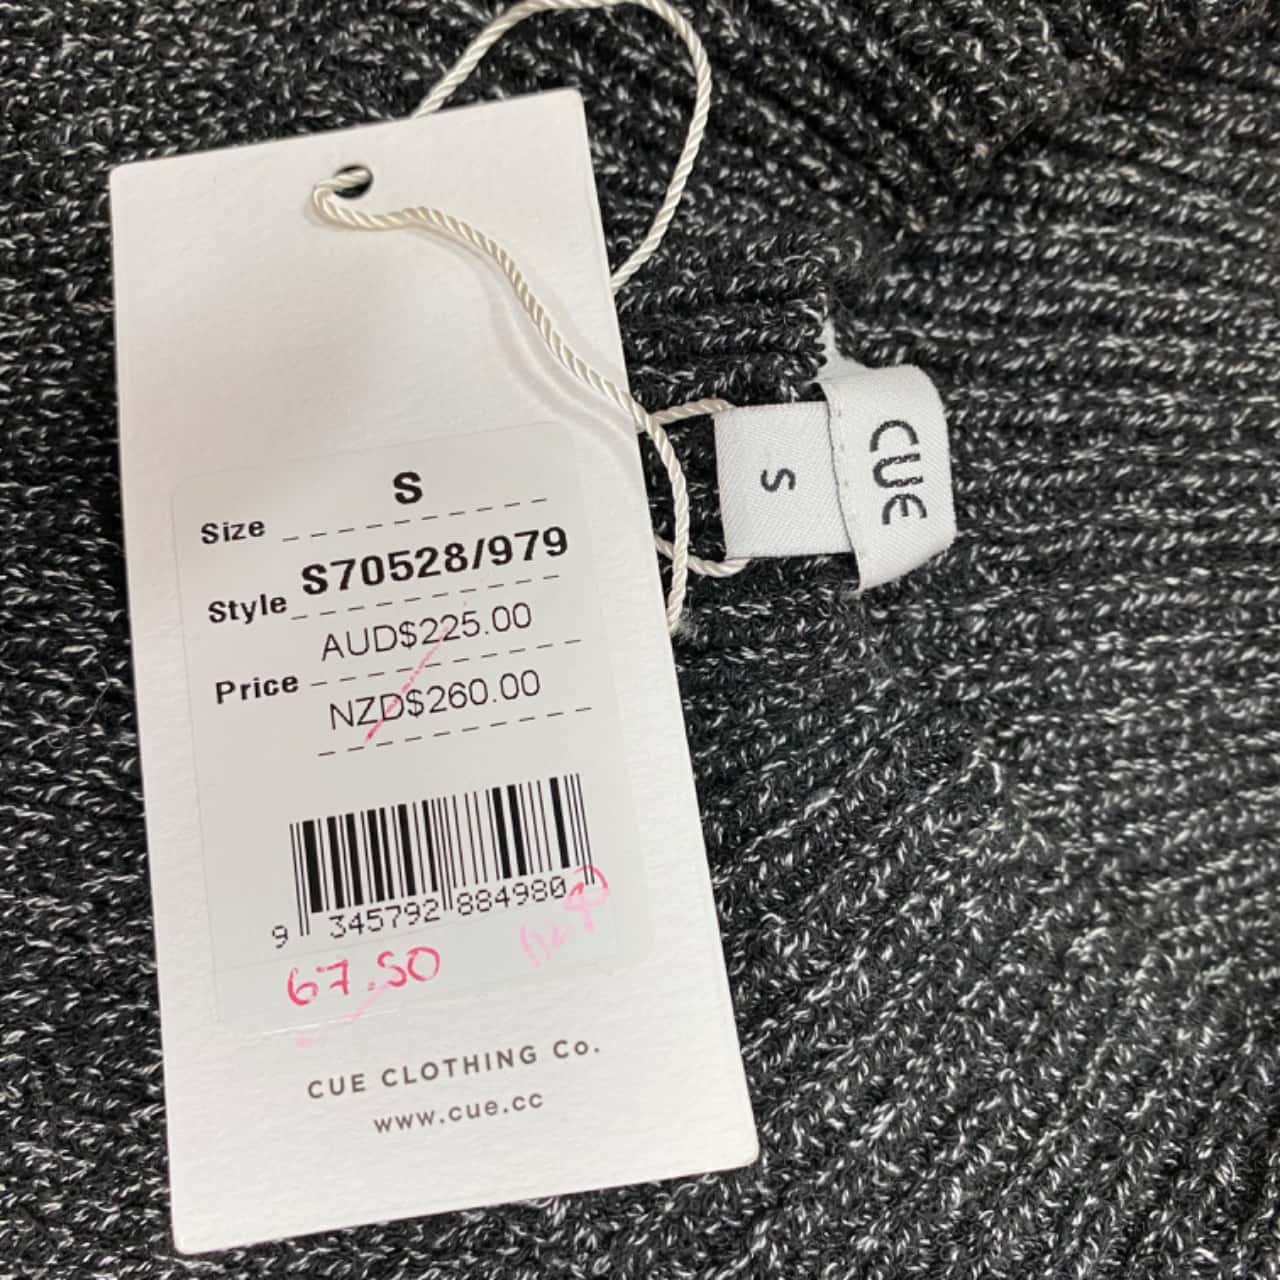 Size S
Style S70528/979
AUD$225.00
Price
NZD$260.00
9 345792 884980
67.50
CUE CLOTHING Co.
www.cue.cc
S
CUE